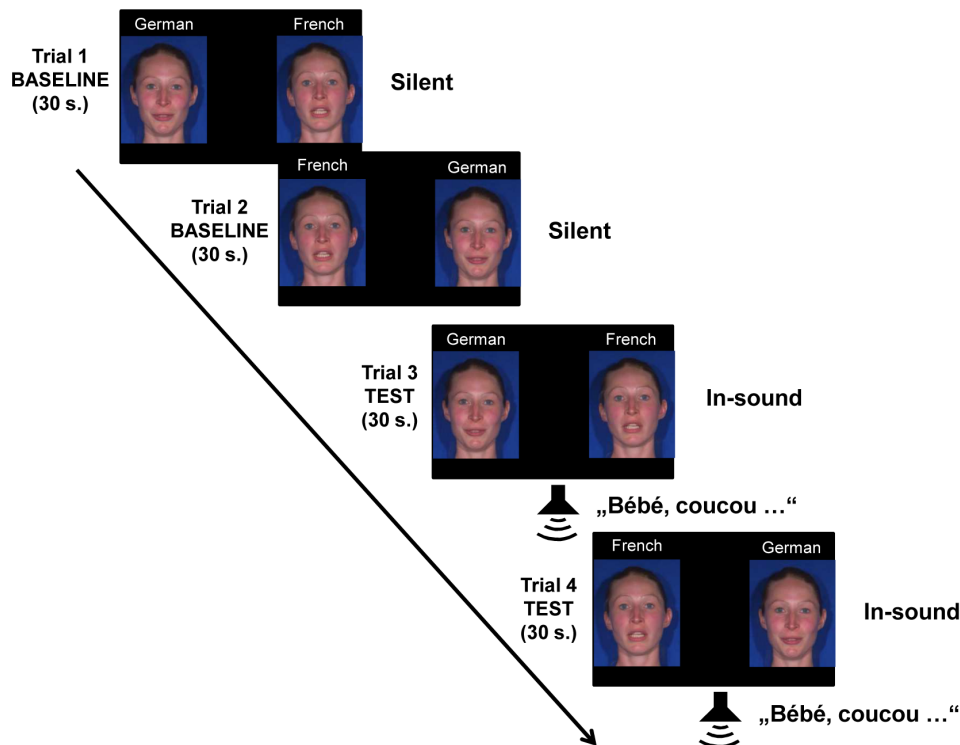 German French
Trial 1
BASELINE
(30 s.)
Silent
French German
Trial 2
BASELINE
(30 s.)
Silent
German French
Trial 3
TEST
(30 s.)
In-sound
„Bébé, coucou …“
French German
Trial 4
TEST
(30 s.)
In-sound
„Bébé, coucou …“